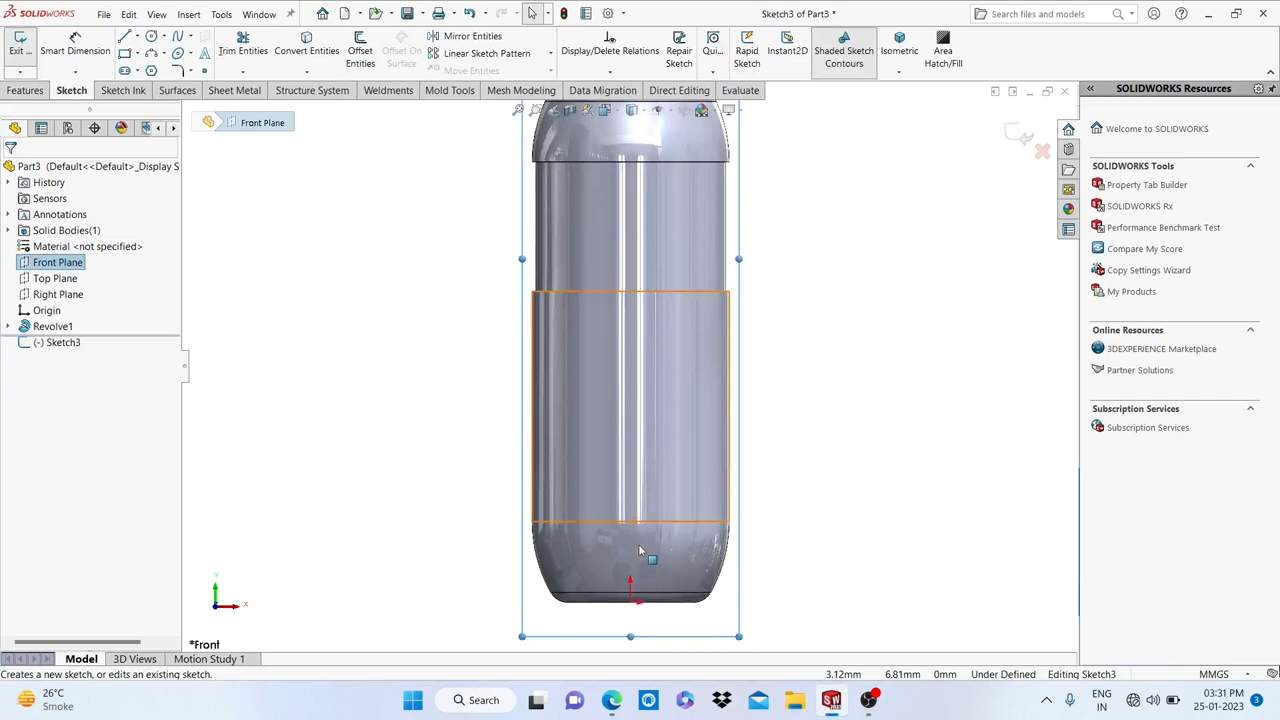 SOLIDWORKS File Edit View Insert Tools Window Sketch3 of Part3 * Search files and models
Exit ... Smart Dimension Trim Entities Convert Entities Offset Entities Offset On Surface Mirror Entities Linear Sketch Pattern Move Entities Display/Delete Relations Repair Sketch Qui... Rapid Sketch Instant2D Shaded Sketch Contours Isometric Area Hatch/Fill
Features Sketch Sketch Ink Surfaces Sheet Metal Structure System Weldments Mold Tools Mesh Modeling Data Migration Direct Editing Evaluate
SOLIDWORKS Resources
Front Plane
Part3 (Default<<Default>_Display S
History
Sensors
Annotations
Solid Bodies(1)
Material <not specified>
Front Plane
Top Plane
Right Plane
Origin
Revolve1
(-) Sketch3
Welcome to SOLIDWORKS
SOLIDWORKS Tools
Property Tab Builder
SOLIDWORKS Rx
Performance Benchmark Test
Compare My Score
Copy Settings Wizard
My Products
Online Resources
3DEXPERIENCE Marketplace
Partner Solutions
Subscription Services
Subscription Services
Y
X
*Front
Model 3D Views Motion Study 1
Creates a new sketch, or edits an existing sketch. 3.12mm 6.81mm 0mm Under Defined Editing Sketch3 MMGS
26°C
Smoke
Search
ENG
IN
03:31 PM
25-01-2023
3